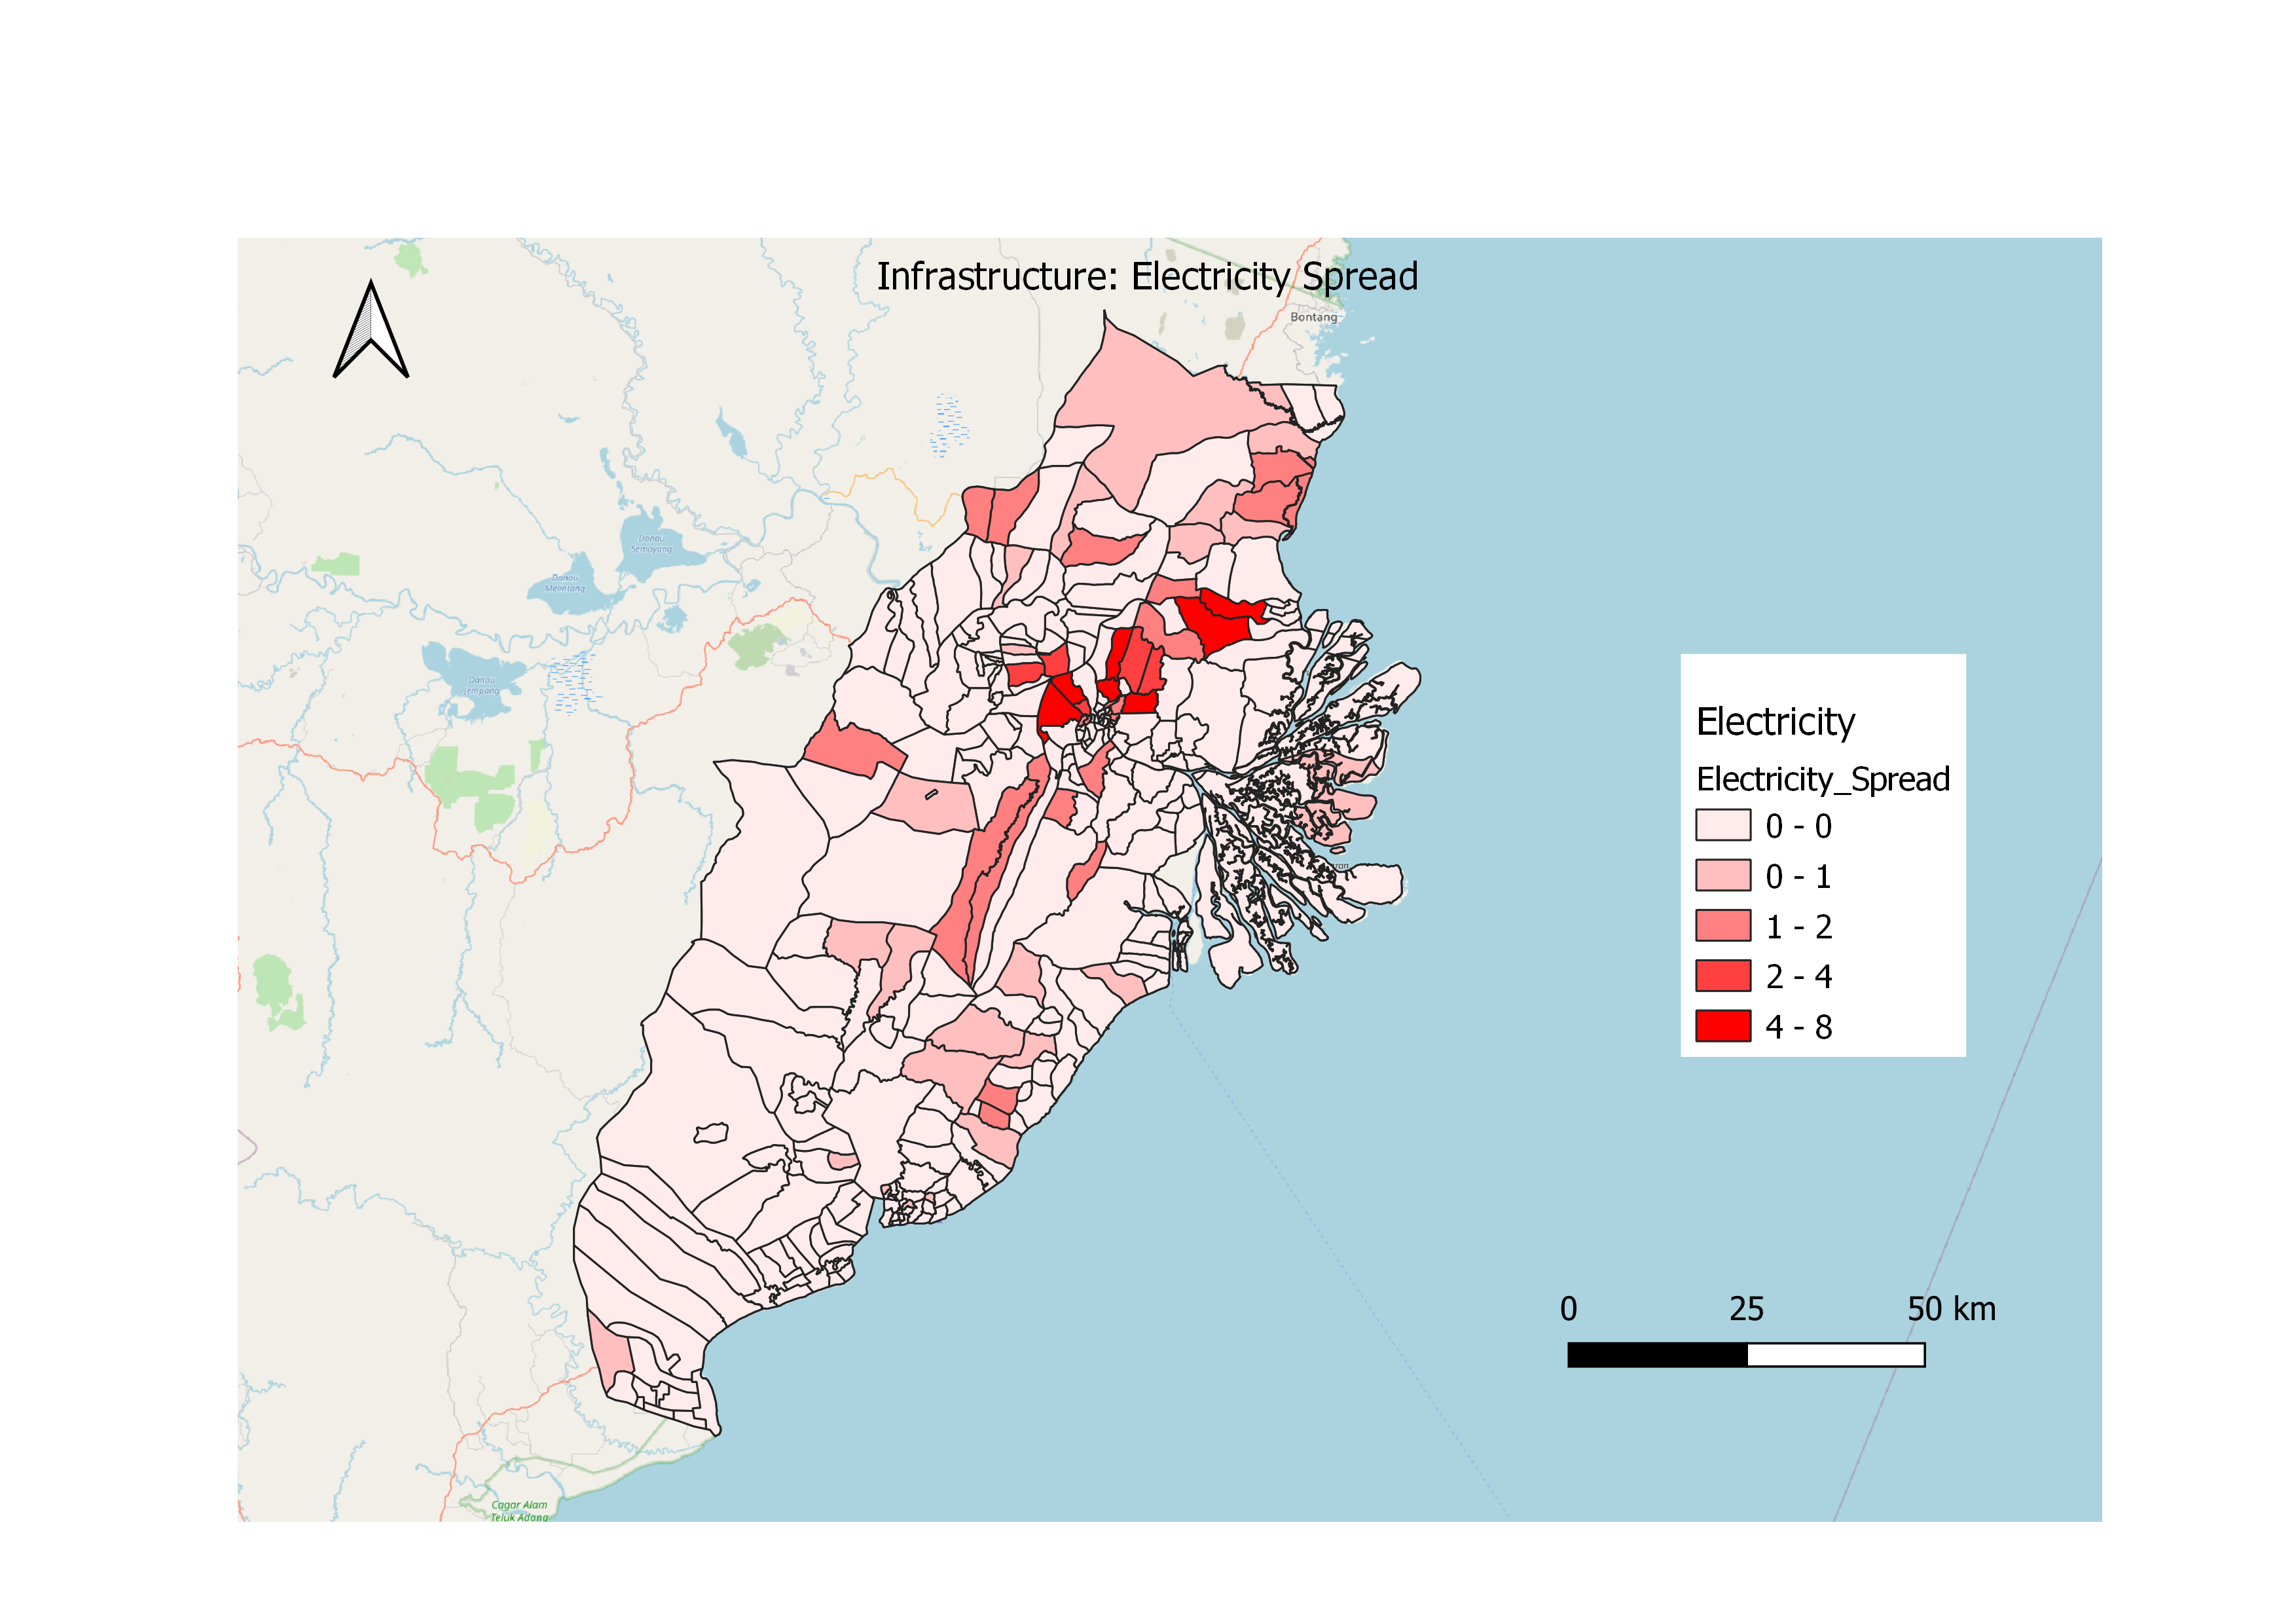 Infrastructure: Electricity Spread
Bontang
Danau
Semayang
Danau
Melintang
Danau
Jempang
Electricity
Electricity_Spread
0 - 0
0 - 1
1 - 2
2 - 4
4 - 8
0 25 50 km
Cagar Alam
Teluk Adang